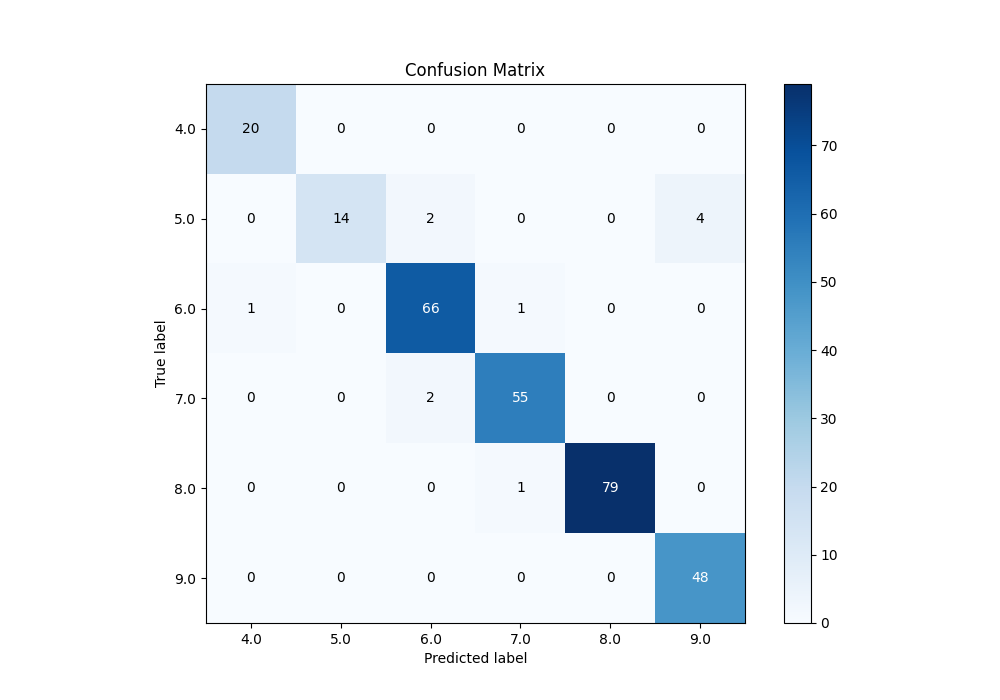 Confusion Matrix
True label
4.0 20 0 0 0 0 0
5.0 0 14 2 0 0 4
6.0 1 0 66 1 0 0
7.0 0 0 2 55 0 0
8.0 0 0 0 1 79 0
9.0 0 0 0 0 0 48
4.0 5.0 6.0 7.0 8.0 9.0
Predicted label
70
60
50
40
30
20
10
0